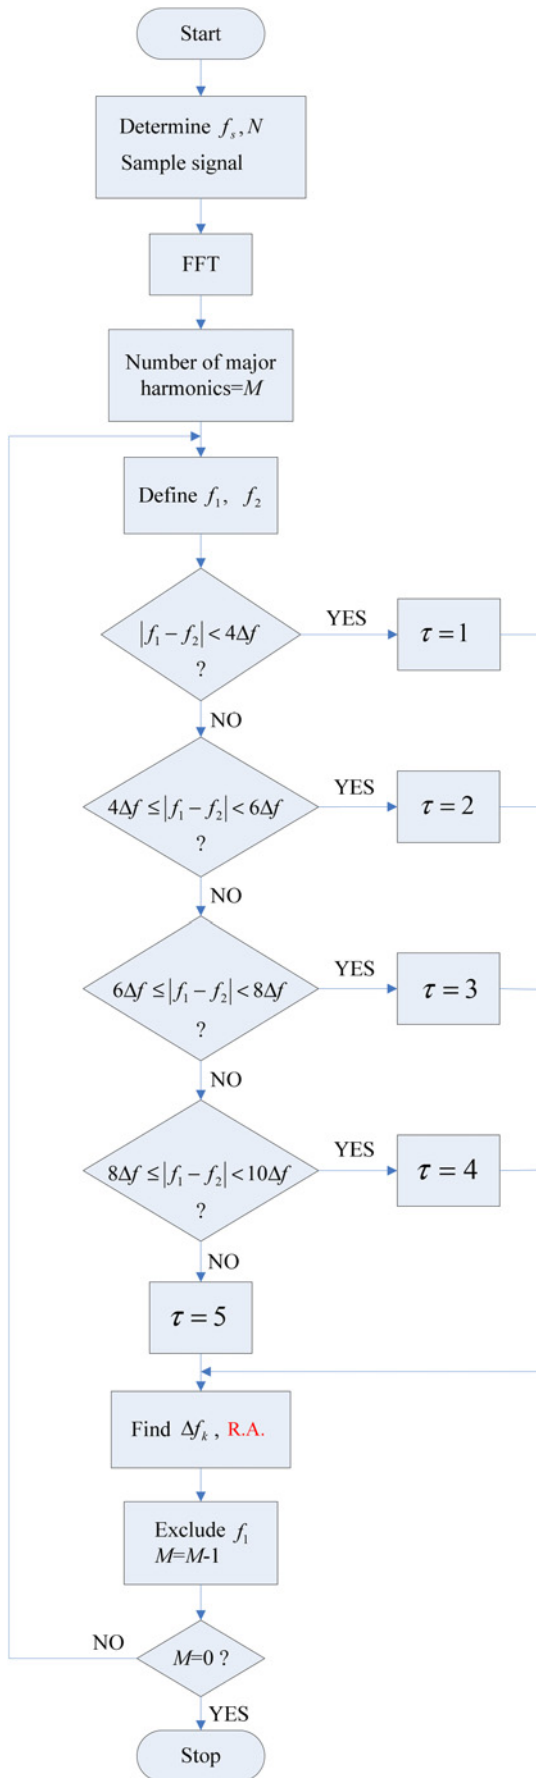 Start
Determine f_s, N
Sample signal
FFT
Number of major
harmonics=M
Define f_1, f_2
|f_1 − f_2| < 4Δf
?
YES
τ = 1
NO
4Δf ≤ |f_1 − f_2| < 6Δf
?
YES
τ = 2
NO
6Δf ≤ |f_1 − f_2| < 8Δf
?
YES
τ = 3
NO
8Δf ≤ |f_1 − f_2| < 10Δf
?
YES
τ = 4
NO
τ = 5
Find Δf_k , R.A.
Exclude f_1
M=M-1
NO
M=0 ?
YES
Stop